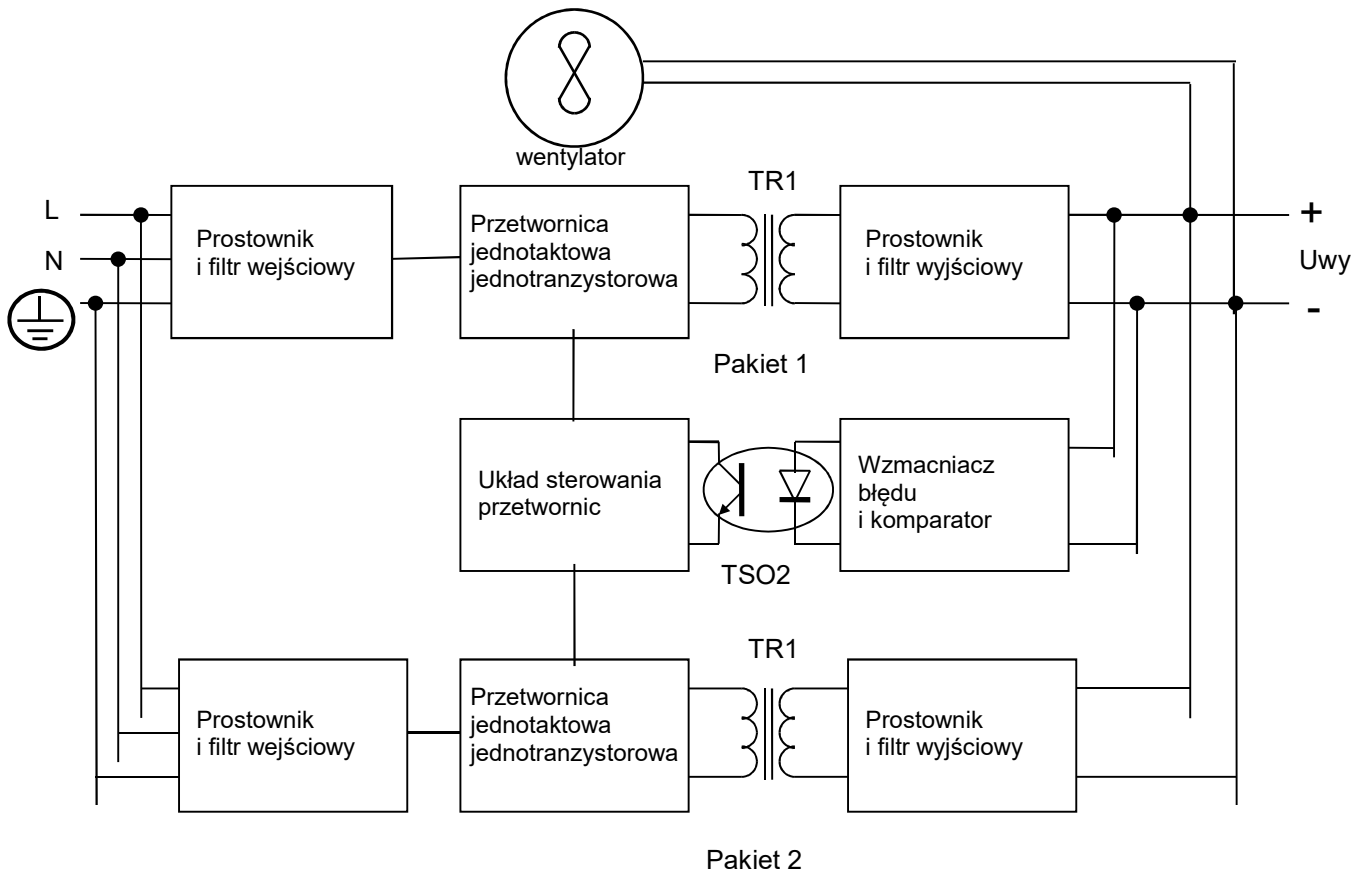 wentylator
TR1
L
N
Prostownik
i filtr wejściowy
Przetwornica
jednotaktowa
jednotranzystorowa
Prostownik
i filtr wyjściowy
+
Uwy
-
Pakiet 1
Układ sterowania
przetwornic
Wzmacniacz
błędu
i komparator
TSO2
TR1
Prostownik
i filtr wejściowy
Przetwornica
jednotaktowa
jednotranzystorowa
Prostownik
i filtr wyjściowy
Pakiet 2